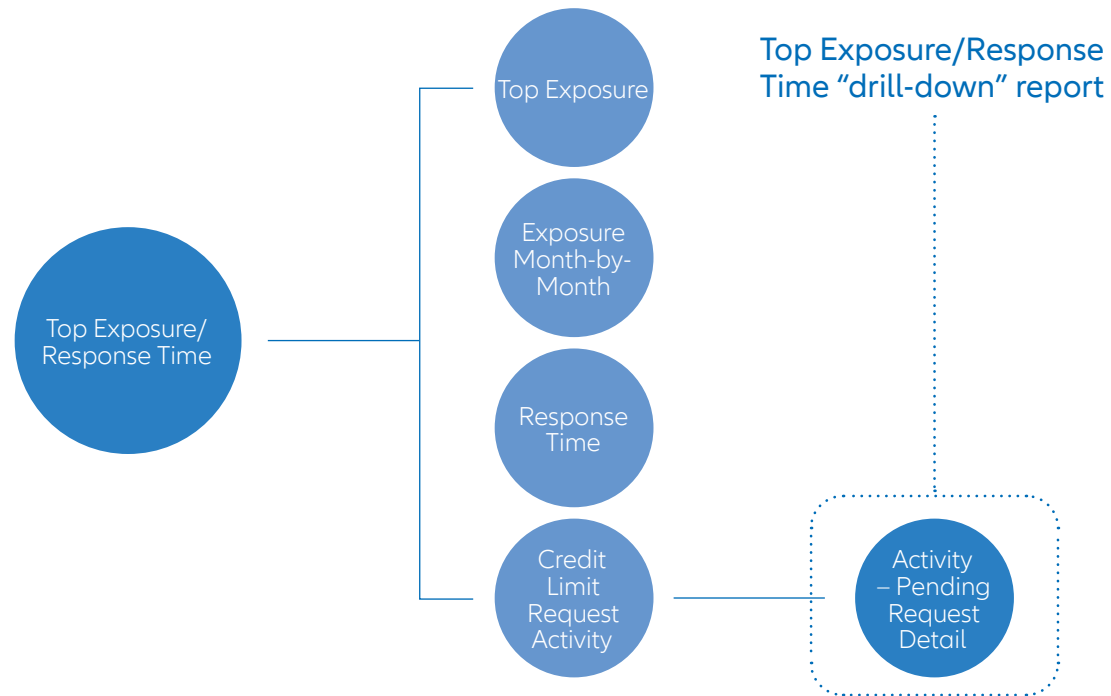 Top Exposure/Response
Time “drill-down” report
Top Exposure
Exposure
Month-by-
Month
Top Exposure/
Response Time
Response
Time
Credit
Limit
Request
Activity
Activity
– Pending
Request
Detail